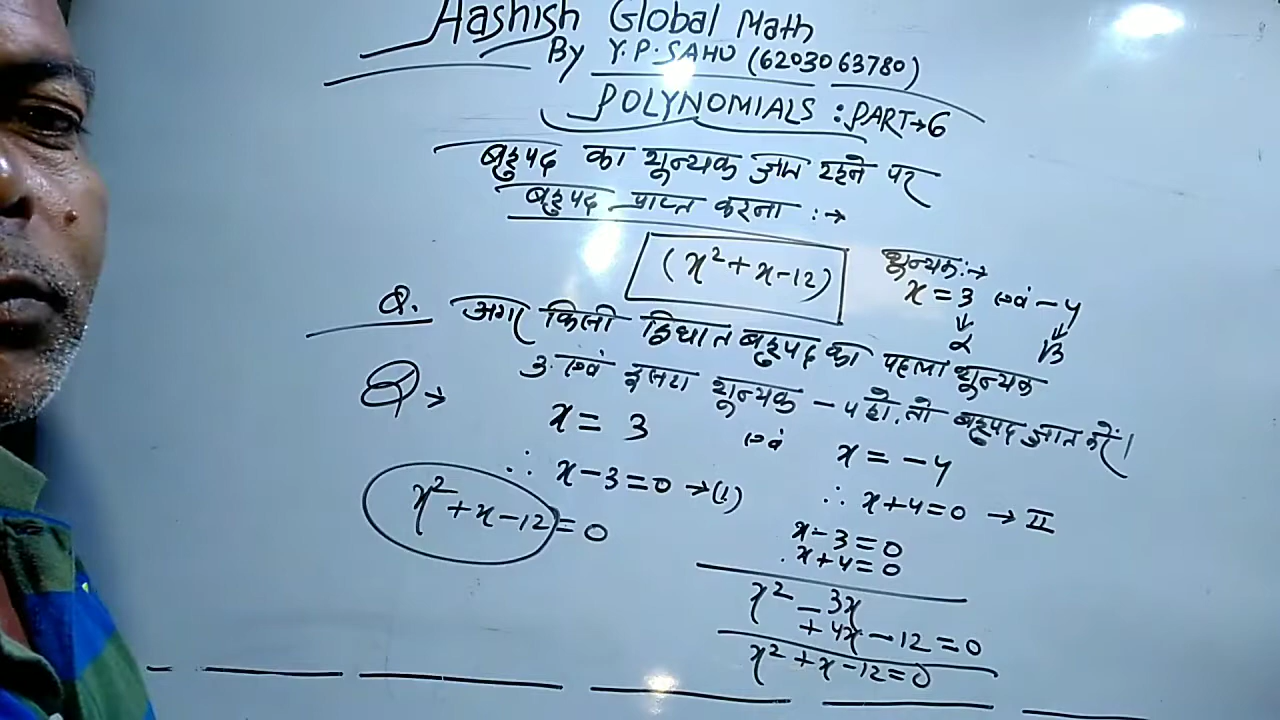 Aashish Global Math
By Y.P.SAHU (6203063780)
POLYNOMIALS : PART→6
बहुपद का शून्यक ज्ञात रहने पर
बहुपद प्राप्त करना :→
(x² + x - 12)
शून्यक:→
x = 3 एवं -4
↓ ↓
α β
Q. अगर किसी द्विघात बहुपद का पहला शून्यक
3 एवं दूसरा शून्यक -4 हो, तो बहुपद ज्ञात करें।
Q→
x = 3 एवं x = -4
∴ x - 3 = 0 →(1)
∴ x + 4 = 0 → II
x - 3 = 0
x + 4 = 0
x² - 3x
+ 4x - 12 = 0
x² + x - 12 = 0
x² + x - 12 = 0